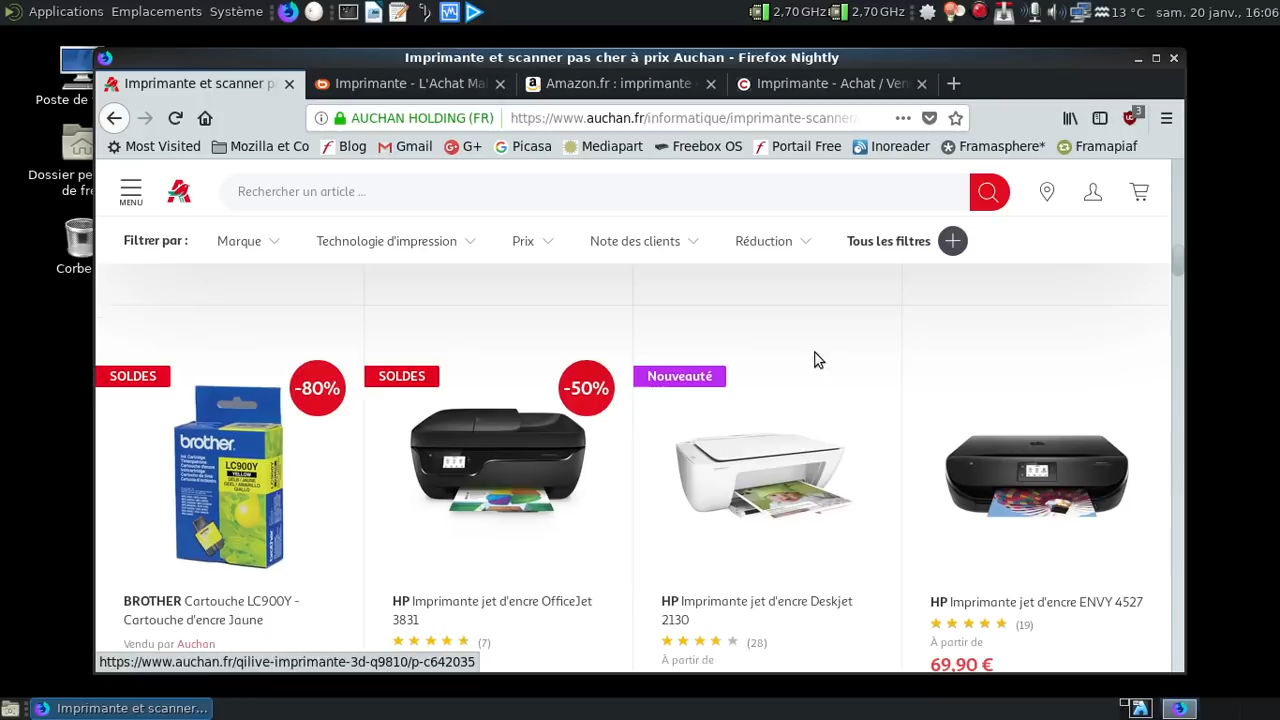 Applications Emplacements Système 2,70 GHz 2,70 GHz 13 °C sam. 20 janv., 16:06
Imprimante et scanner pas cher à prix Auchan - Firefox Nightly
Imprimante et scanner p Imprimante - L'Achat Mal Amazon.fr : imprimante Imprimante - Achat / Ven
AUCHAN HOLDING (FR) https://www.auchan.fr/informatique/imprimante-scanner/
3
Most Visited Mozilla et Co Blog Gmail G+ Picasa Mediapart Freebox OS Portail Free Inoreader Framasphere* Framapiaf
Poste de
Dossier pe
de fre
Corbe
MENU
Rechercher un article ...
Filtrer par : Marque Technologie d'impression Prix Note des clients Réduction Tous les filtres
SOLDES -80% SOLDES -50% Nouveauté
brother
LC900Y
YELLOW
BROTHER Cartouche LC900Y -
Cartouche d'encre Jaune
Vendu par Auchan
HP Imprimante jet d'encre OfficeJet
3831
(7)
HP Imprimante jet d'encre Deskjet
2130
(28)
À partir de
HP Imprimante jet d'encre ENVY 4527
(19)
À partir de
69,90 €
https://www.auchan.fr/qilive-imprimante-3d-q9810/p-c642035
Imprimante et scanner...